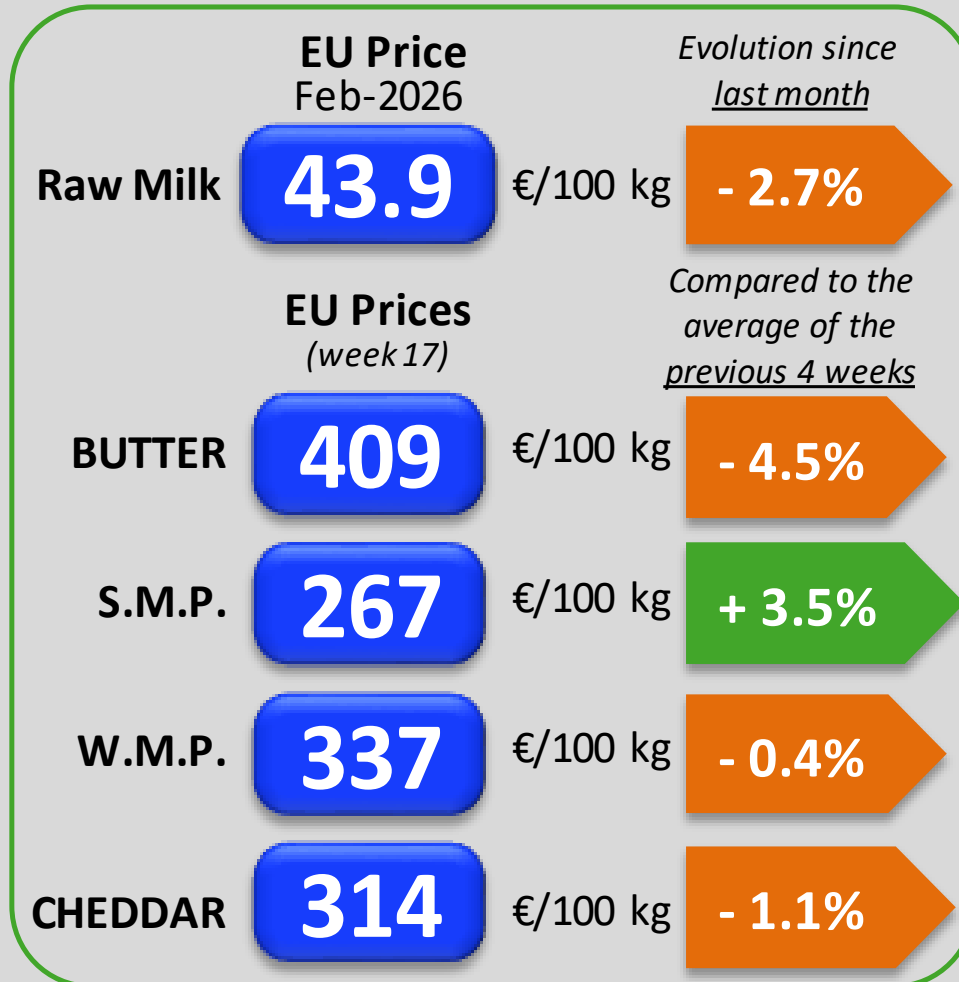 EU Price
Feb-2026
Evolution since
last month
Raw Milk 43.9 €/100 kg - 2.7%
EU Prices
(week 17)
Compared to the
average of the
previous 4 weeks
BUTTER 409 €/100 kg - 4.5%
S.M.P. 267 €/100 kg + 3.5%
W.M.P. 337 €/100 kg - 0.4%
CHEDDAR 314 €/100 kg - 1.1%